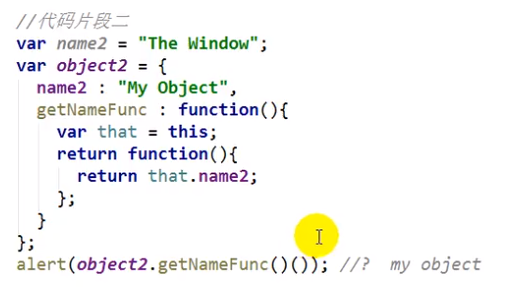 //代码片段二
var name2 = "The Window";
var object2 = {
name2 : "My Object",
getNameFunc : function(){
var that = this;
return function(){
return that.name2;
};
}
};
alert(object2.getNameFunc()()); //? my object